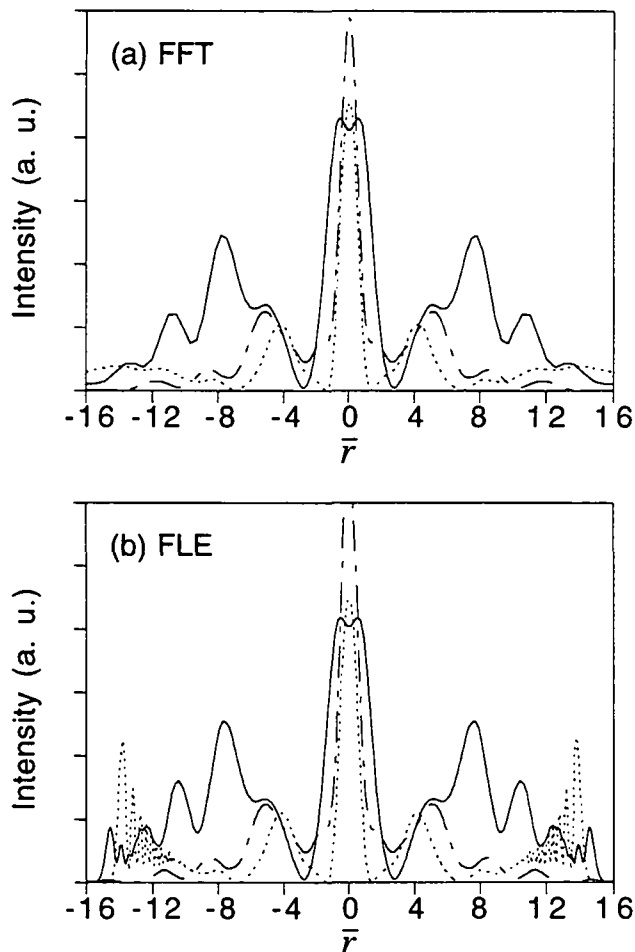 (a) FFT
Intensity (a. u.)
-16 -12 -8 -4 0 4 8 12 16
r̅
(b) FLE
Intensity (a. u.)
-16 -12 -8 -4 0 4 8 12 16
r̅